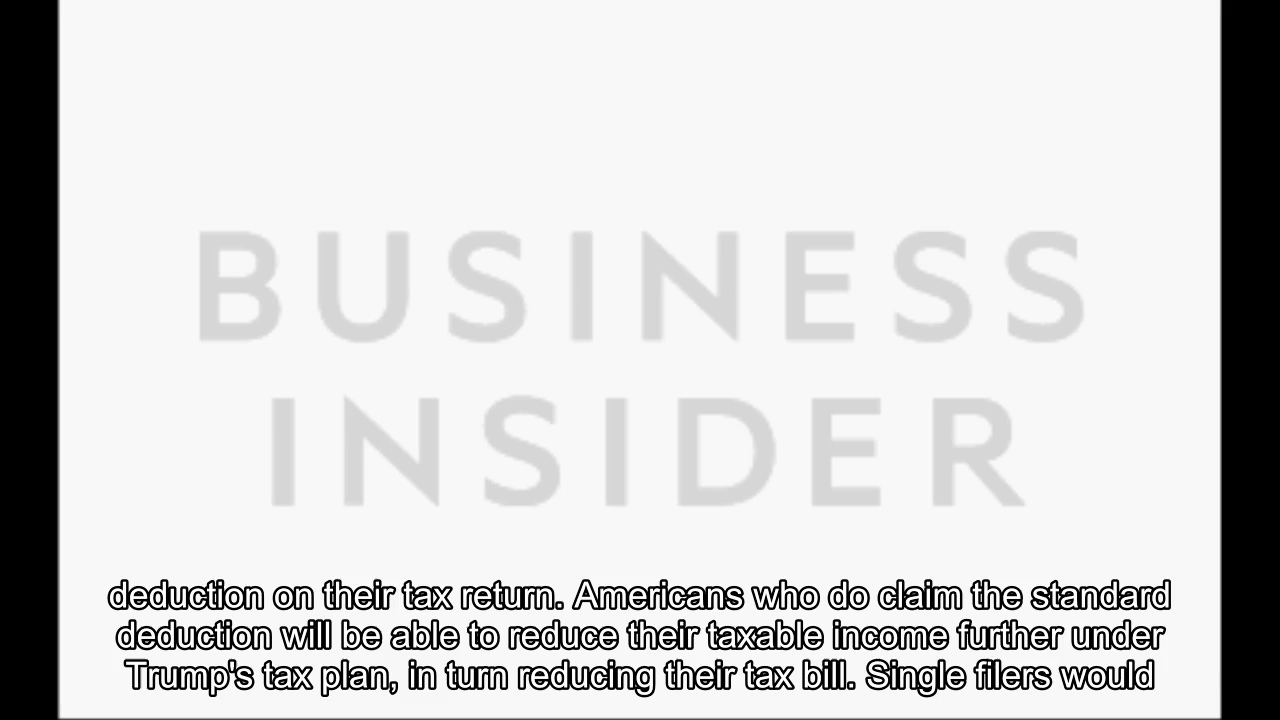 BUSINESS
INSIDER
deduction on their tax return. Americans who do claim the standard
deduction will be able to reduce their taxable income further under
Trump's tax plan, in turn reducing their tax bill. Single filers would